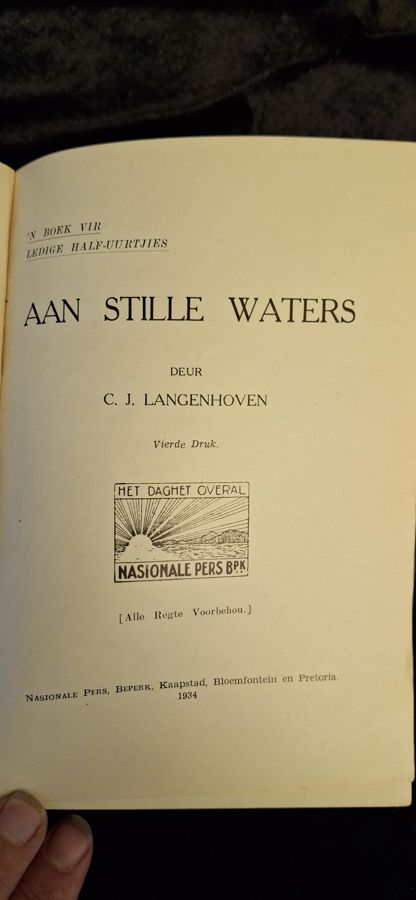 'N BOEK VIR
LEDIGE HALF-UURTJIES
AAN STILLE WATERS
DEUR
C. J. LANGENHOVEN
Vierde Druk.
HET DAGHET OVERAL
NASIONALE PERS BPK
[Alle Regte Voorbehou.]
NASIONALE PERS, BEPERK, Kaapstad, Bloemfontein en Pretoria.
1934